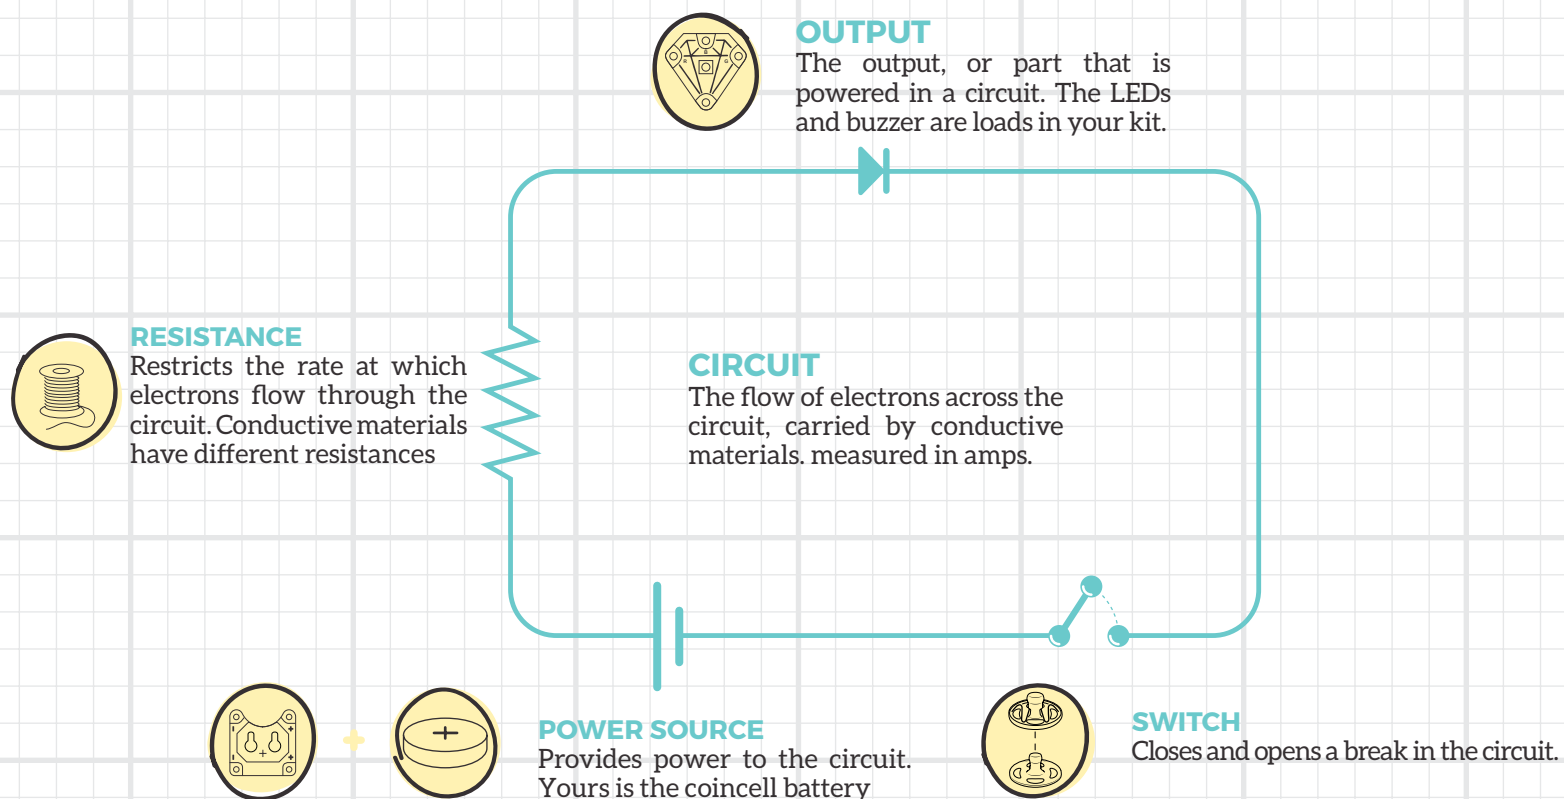 OUTPUT
The output, or part that is
powered in a circuit. The LEDs
and buzzer are loads in your kit.
RESISTANCE
Restricts the rate at which
electrons flow through the
circuit. Conductive materials
have different resistances
CIRCUIT
The flow of electrons across the
circuit, carried by conductive
materials. measured in amps.
POWER SOURCE
Provides power to the circuit.
Yours is the coincell battery
SWITCH
Closes and opens a break in the circuit.